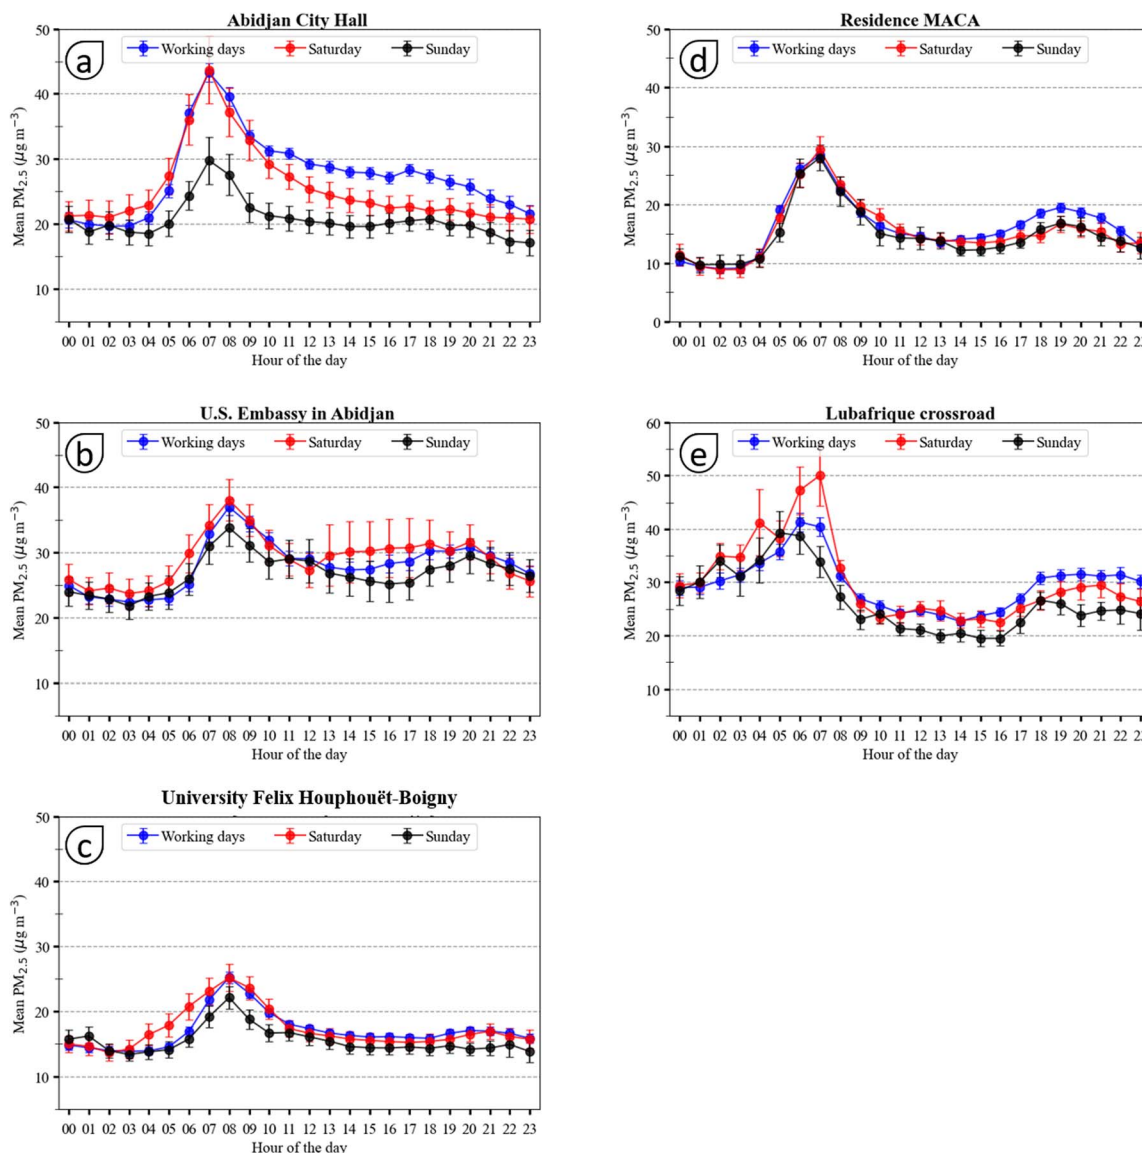 Abidjan City Hall
a
Working days Saturday Sunday
Mean PM2.5 (μg m−3)
50
40
30
20
10
00 01 02 03 04 05 06 07 08 09 10 11 12 13 14 15 16 17 18 19 20 21 22 23
Hour of the day
U.S. Embassy in Abidjan
b
Working days Saturday Sunday
Mean PM2.5 (μg m−3)
50
40
30
20
10
00 01 02 03 04 05 06 07 08 09 10 11 12 13 14 15 16 17 18 19 20 21 22 23
Hour of the day
University Felix Houphouët-Boigny
c
Working days Saturday Sunday
Mean PM2.5 (μg m−3)
50
40
30
20
10
00 01 02 03 04 05 06 07 08 09 10 11 12 13 14 15 16 17 18 19 20 21 22 23
Hour of the day
Residence MACA
d
Working days Saturday Sunday
Mean PM2.5 (μg m−3)
50
40
30
20
10
0
00 01 02 03 04 05 06 07 08 09 10 11 12 13 14 15 16 17 18 19 20 21 22
Hour of the day
Lubafrique crossroad
e
Working days Saturday Sunday
Mean PM2.5 (μg m−3)
60
50
40
30
20
10
00 01 02 03 04 05 06 07 08 09 10 11 12 13 14 15 16 17 18 19 20 21 22
Hour of the day